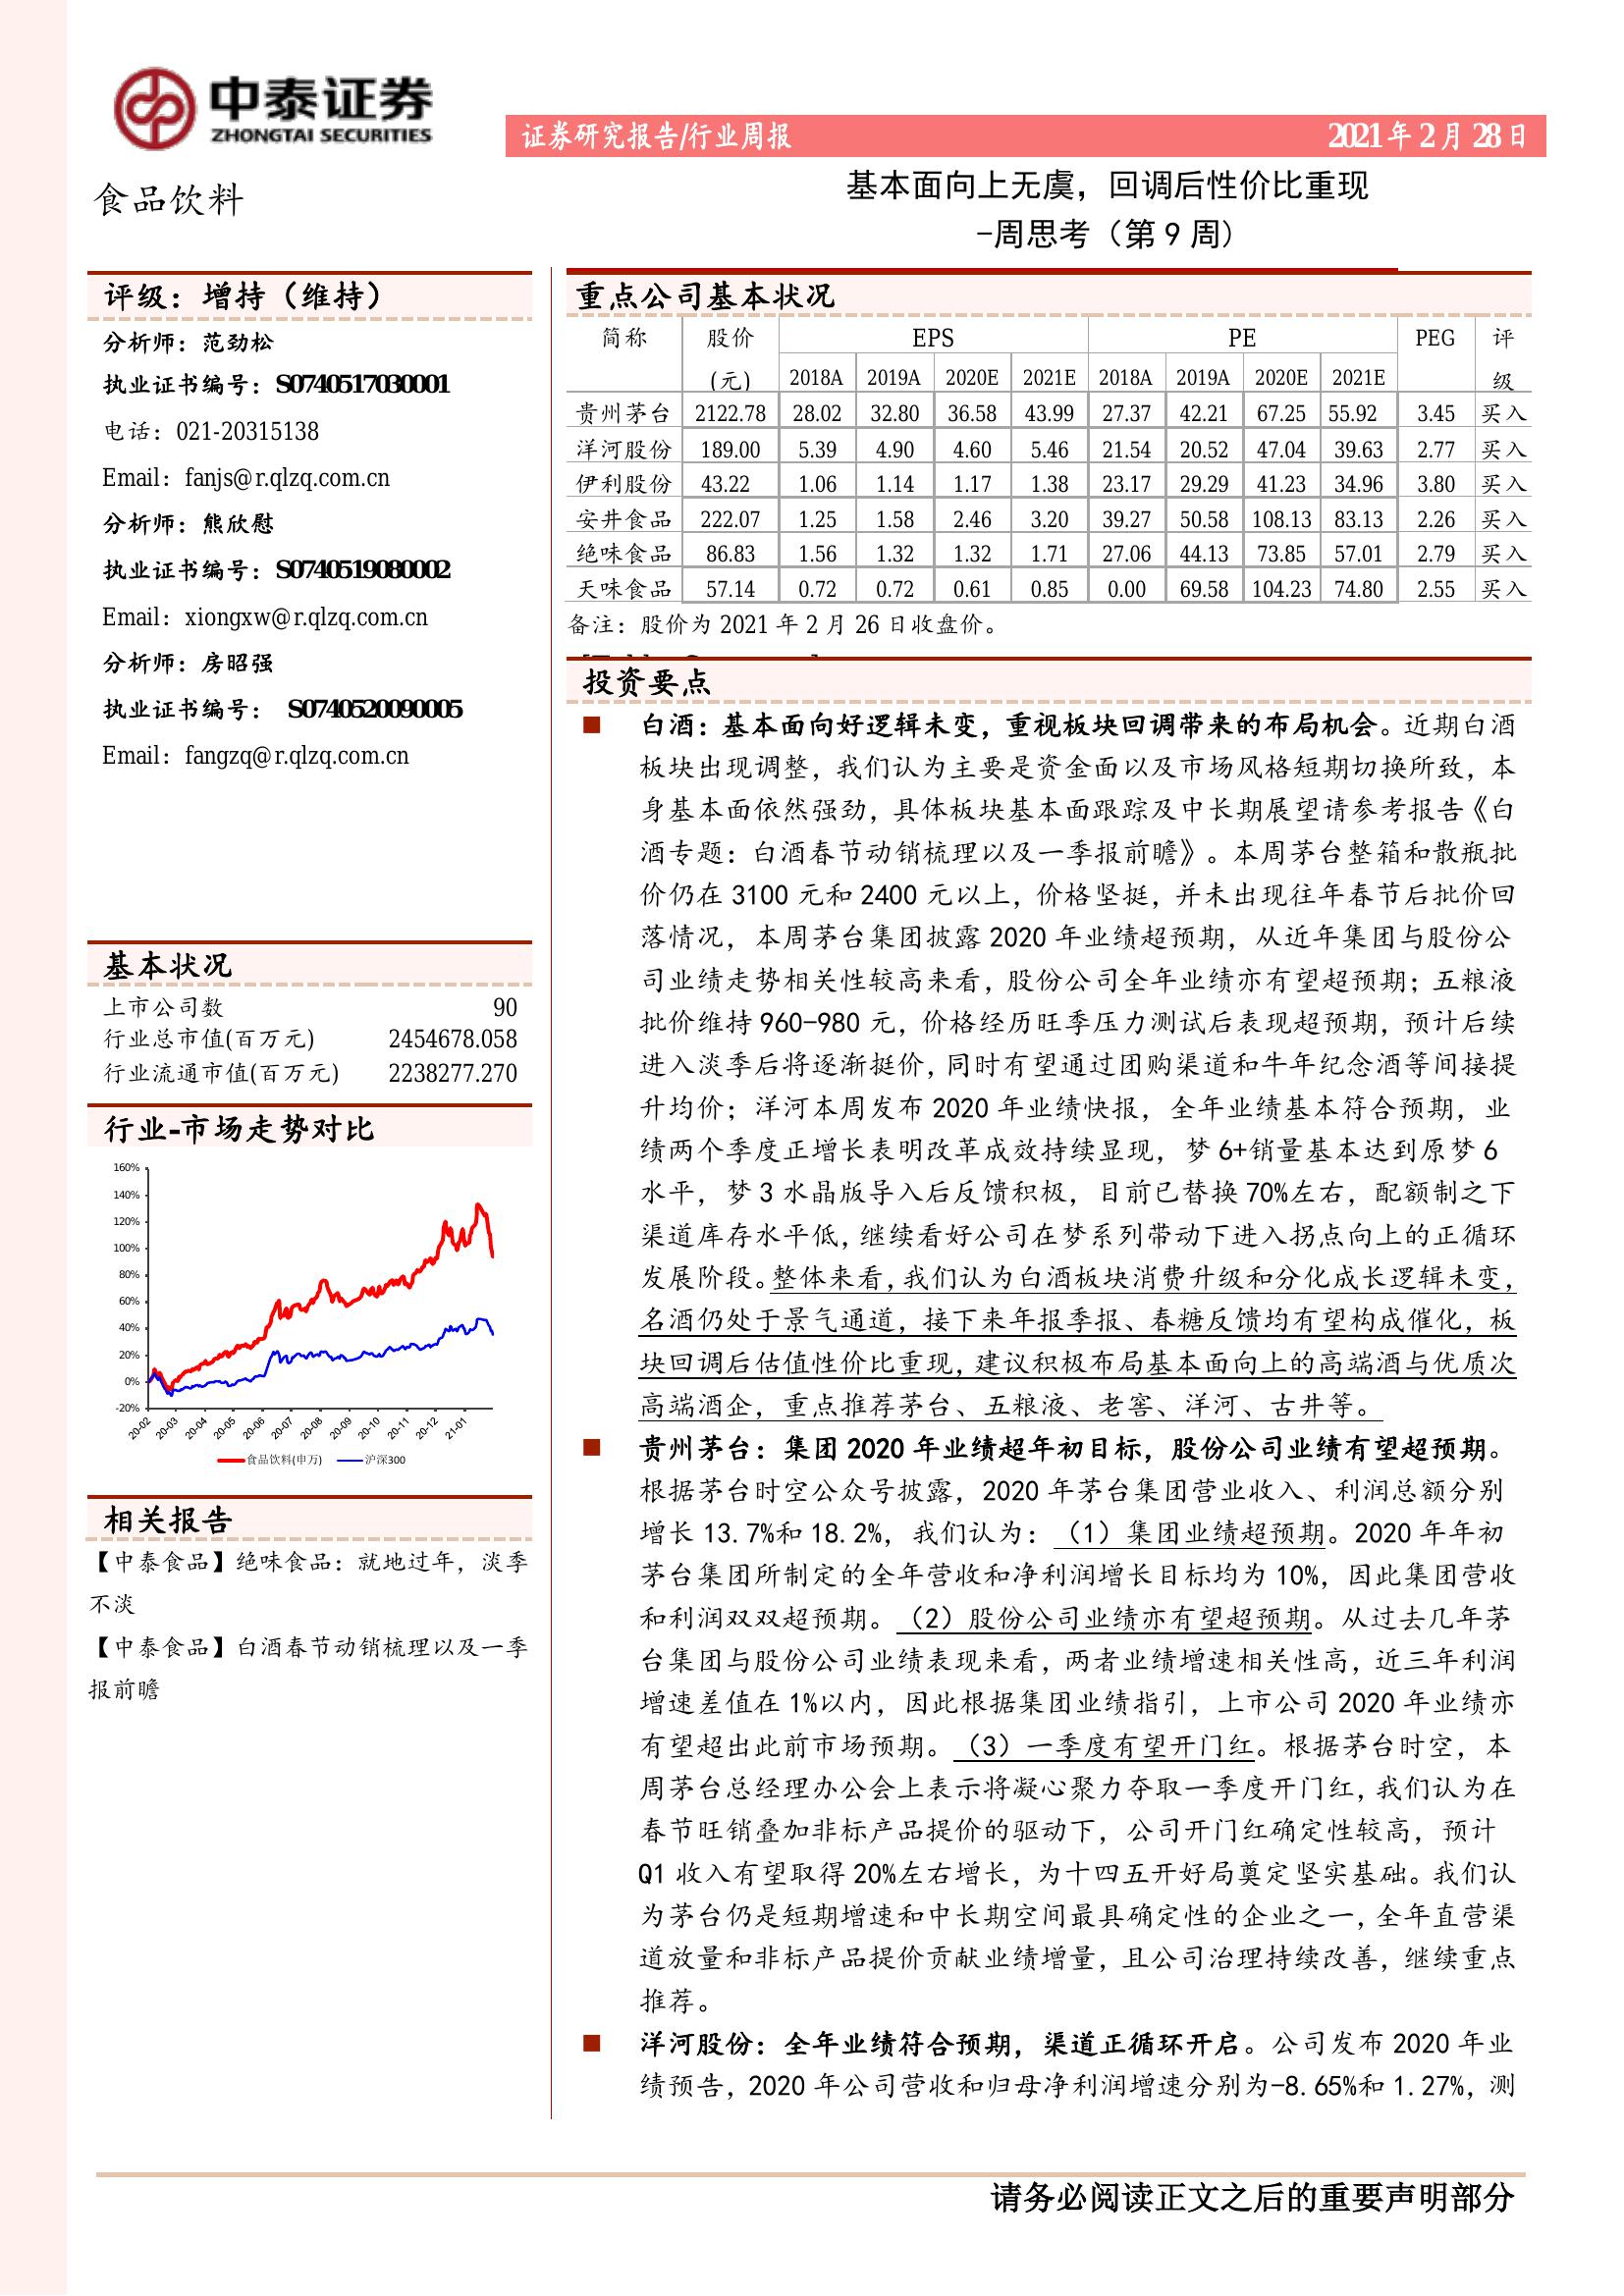 中泰证券
ZHONGTAI SECURITIES
证券研究报告/行业周报 2021年2月28日
食品饮料
基本面向上无虞，回调后性价比重现
-周思考（第9周）
评级：增持（维持）
分析师：范劲松
执业证书编号：S0740517030001
电话：021-20315138
Email：fanjs@r.qlzq.com.cn
分析师：熊欣慰
执业证书编号：S0740519080002
Email：xiongxw@r.qlzq.com.cn
分析师：房昭强
执业证书编号： S0740520090005
Email：fangzq@r.qlzq.com.cn
基本状况
上市公司数 90
行业总市值(百万元) 2454678.058
行业流通市值(百万元) 2238277.270
行业-市场走势对比
160%
140%
120%
100%
80%
60%
40%
20%
0%
-20%
20-02 20-03 20-04 20-05 20-06 20-07 20-08 20-09 20-10 20-11 20-12 21-01
食品饮料(申万) 沪深300
相关报告
【中泰食品】绝味食品：就地过年，淡季
不淡
【中泰食品】白酒春节动销梳理以及一季
报前瞻
重点公司基本状况
简称 股价 EPS PE PEG 评
(元) 2018A 2019A 2020E 2021E 2018A 2019A 2020E 2021E 级
贵州茅台 2122.78 28.02 32.80 36.58 43.99 27.37 42.21 67.25 55.92 3.45 买入
洋河股份 189.00 5.39 4.90 4.60 5.46 21.54 20.52 47.04 39.63 2.77 买入
伊利股份 43.22 1.06 1.14 1.17 1.38 23.17 29.29 41.23 34.96 3.80 买入
安井食品 222.07 1.25 1.58 2.46 3.20 39.27 50.58 108.13 83.13 2.26 买入
绝味食品 86.83 1.56 1.32 1.32 1.71 27.06 44.13 73.85 57.01 2.79 买入
天味食品 57.14 0.72 0.72 0.61 0.85 0.00 69.58 104.23 74.80 2.55 买入
备注：股价为2021年2月26日收盘价。
投资要点
■ 白酒：基本面向好逻辑未变，重视板块回调带来的布局机会。近期白酒
板块出现调整，我们认为主要是资金面以及市场风格短期切换所致，本
身基本面依然强劲，具体板块基本面跟踪及中长期展望请参考报告《白
酒专题：白酒春节动销梳理以及一季报前瞻》。本周茅台整箱和散瓶批
价仍在3100元和2400元以上，价格坚挺，并未出现往年春节后批价回
落情况，本周茅台集团披露2020年业绩超预期，从近年集团与股份公
司业绩走势相关性较高来看，股份公司全年业绩亦有望超预期；五粮液
批价维持960-980元，价格经历旺季压力测试后表现超预期，预计后续
进入淡季后将逐渐挺价，同时有望通过团购渠道和牛年纪念酒等间接提
升均价；洋河本周发布2020年业绩快报，全年业绩基本符合预期，业
绩两个季度正增长表明改革成效持续显现，梦6+销量基本达到原梦6
水平，梦3水晶版导入后反馈积极，目前已替换70%左右，配额制之下
渠道库存水平低，继续看好公司在梦系列带动下进入拐点向上的正循环
发展阶段。整体来看，我们认为白酒板块消费升级和分化成长逻辑未变，
名酒仍处于景气通道，接下来年报季报、春糖反馈均有望构成催化，板
块回调后估值性价比重现，建议积极布局基本面向上的高端酒与优质次
高端酒企，重点推荐茅台、五粮液、老窖、洋河、古井等。
■ 贵州茅台：集团2020年业绩超年初目标，股份公司业绩有望超预期。
根据茅台时空公众号披露，2020年茅台集团营业收入、利润总额分别
增长13.7%和18.2%，我们认为：（1）集团业绩超预期。2020年年初
茅台集团所制定的全年营收和净利润增长目标均为10%，因此集团营收
和利润双双超预期。（2）股份公司业绩亦有望超预期。从过去几年茅
台集团与股份公司业绩表现来看，两者业绩增速相关性高，近三年利润
增速差值在1%以内，因此根据集团业绩指引，上市公司2020年业绩亦
有望超出此前市场预期。（3）一季度有望开门红。根据茅台时空，本
周茅台总经理办公会上表示将凝心聚力夺取一季度开门红，我们认为在
春节旺销叠加非标产品提价的驱动下，公司开门红确定性较高，预计
Q1收入有望取得20%左右增长，为十四五开好局奠定坚实基础。我们认
为茅台仍是短期增速和中长期空间最具确定性的企业之一，全年直营渠
道放量和非标产品提价贡献业绩增量，且公司治理持续改善，继续重点
推荐。
■ 洋河股份：全年业绩符合预期，渠道正循环开启。公司发布2020年业
绩预告，2020年公司营收和归母净利润增速分别为-8.65%和1.27%，测
请务必阅读正文之后的重要声明部分